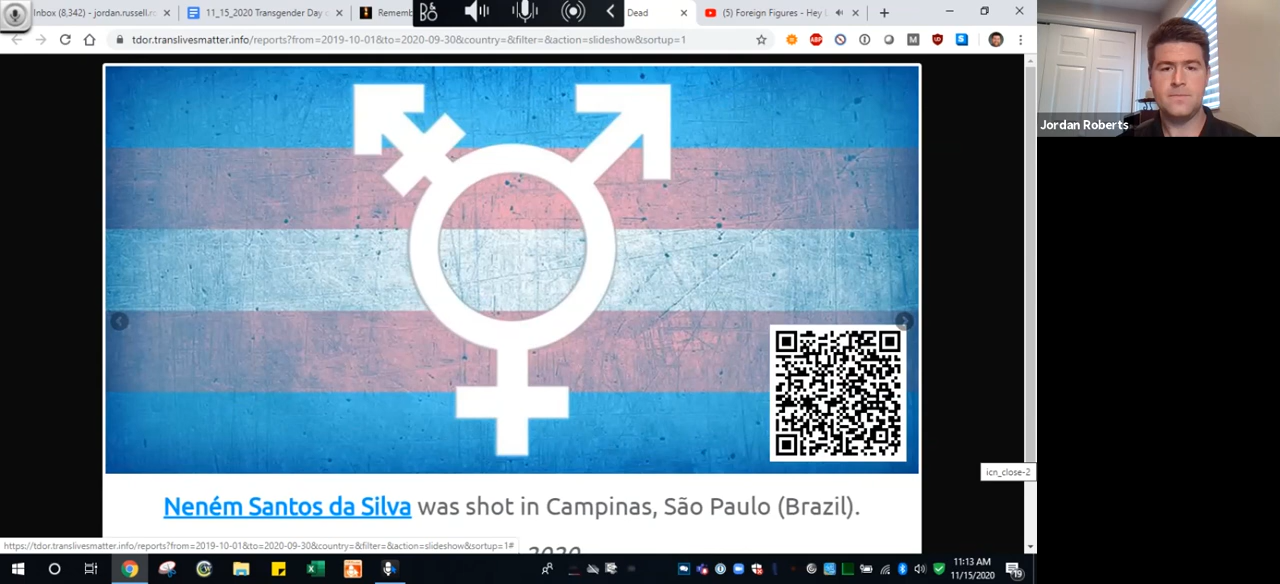 Inbox (8,342) - jordan.russell.r
11_15_2020 Transgender Day o
Rememb
Dead
(5) Foreign Figures - Hey L
tdor.translivesmatter.info/reports?from=2019-10-01&to=2020-09-30&country=&filter=&action=slideshow&sortup=1
Jordan Roberts
icn_close-2
Neném Santos da Silva was shot in Campinas, São Paulo (Brazil).
https://tdor.translivesmatter.info/reports?from=2019-10-01&to=2020-09-30&country=&filter=&action=slideshow&sortup=1#
2020
11:13 AM
11/15/2020
19